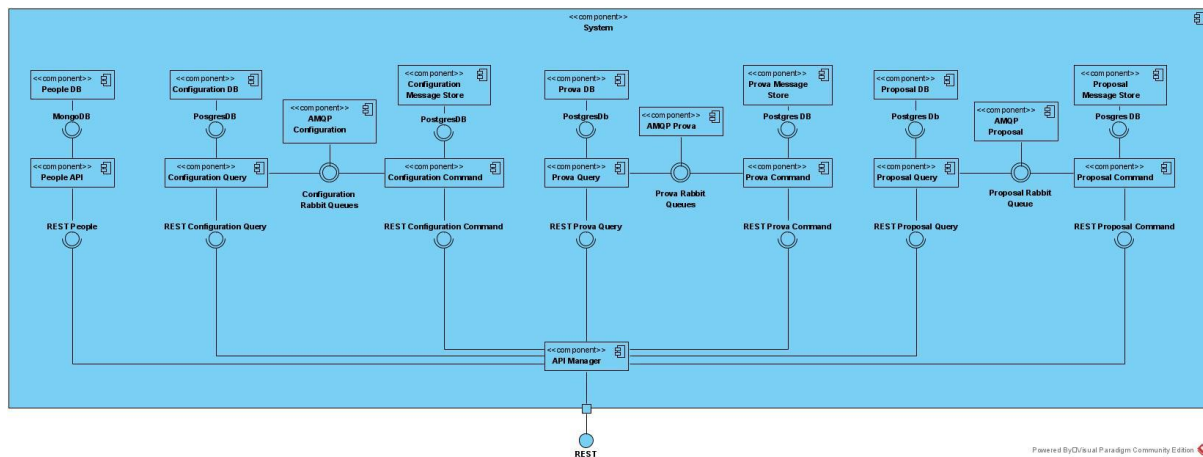 <<component>>
System
<<component>>
People DB
<<component>>
Configuration DB
<<component>>
Configuration
Message Store
<<component>>
Prova DB
<<component>>
Prova Message
Store
<<component>>
Proposal DB
<<component>>
Proposal
Message Store
<<component>>
AMQP
Configuration
<<component>>
AMQP Prova
<<component>>
AMQP
Proposal
MongoDB
PosgresDB
PostgresDB
PostgresDb
Postgres DB
Postgres Db
Posgres DB
<<component>>
People API
<<component>>
Configuration Query
Configuration
Rabbit Queues
<<component>>
Configuration Command
<<component>>
Prova Query
Prova Rabbit
Queues
<<component>>
Prova Command
<<component>>
Proposal Query
Proposal Rabbit
Queue
<<component>>
Proposal Command
REST People
REST Configuration Query
REST Configuration Command
REST Prova Query
REST Prova Command
REST Proposal Query
REST Proposal Command
<<component>>
API Manager
REST
Powered By Visual Paradigm Community Edition